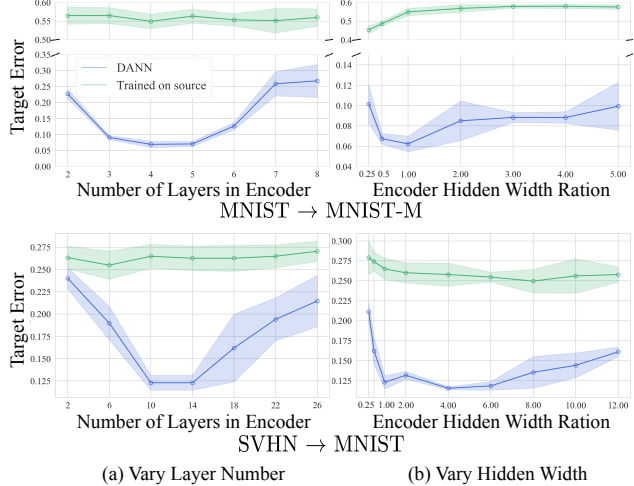 Target Error
0.60
0.55
0.50
0.35
0.30
0.25
0.20
0.15
0.10
0.05
0.00
DANN
Trained on source
2 3 4 5 6 7 8
Number of Layers in Encoder
0.6
0.5
0.4
0.12
0.10
0.08
0.06
0.04
0.25 0.5 1.00 2.00 3.00 4.00 5.00
Encoder Hidden Width Ration
MNIST → MNIST-M
Target Error
0.275
0.250
0.225
0.200
0.175
0.150
0.125
2 6 10 14 18 22 26
Number of Layers in Encoder
0.300
0.275
0.250
0.225
0.200
0.175
0.150
0.125
0.25 1.00 2.00 4.00 6.00 8.00 10.00 12.00
Encoder Hidden Width Ration
SVHN → MNIST
(a) Vary Layer Number
(b) Vary Hidden Width